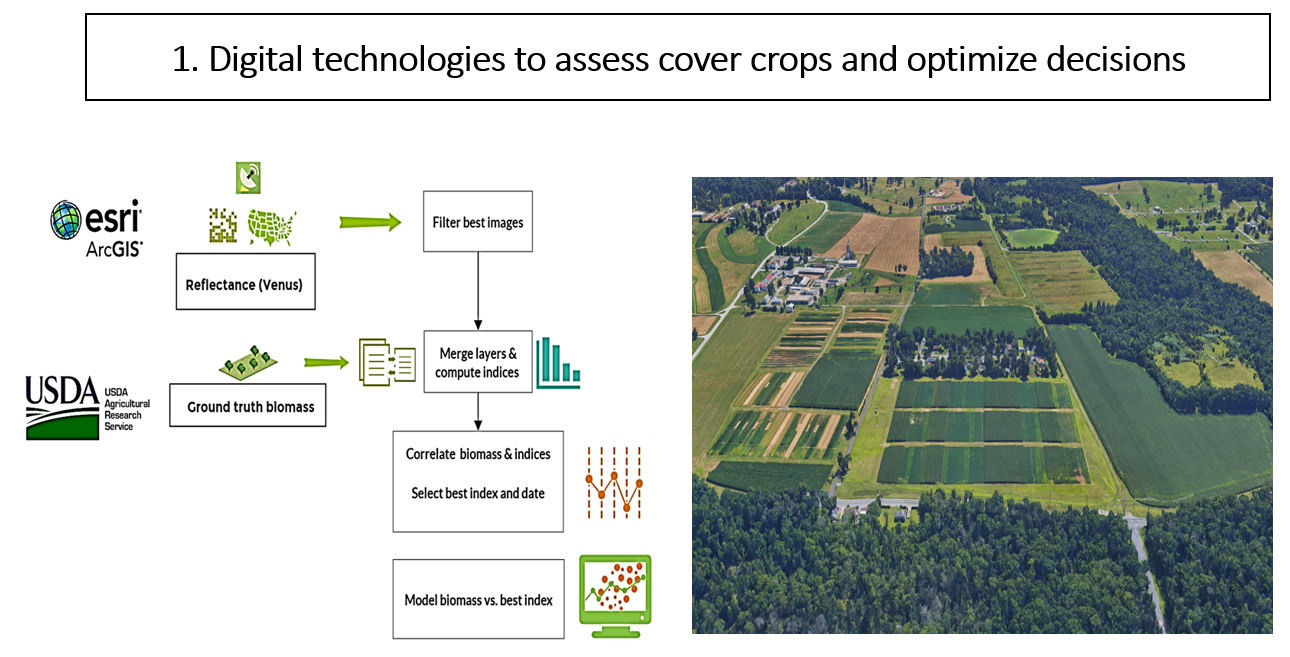 1. Digital technologies to assess cover crops and optimize decisions
esri
ArcGIS®
Reflectance (Venus)
Filter best images
USDA
USDA
Agricultural
Research
Service
Ground truth biomass
Merge layers &
compute indices
Correlate biomass & indices
Select best index and date
Model biomass vs. best index